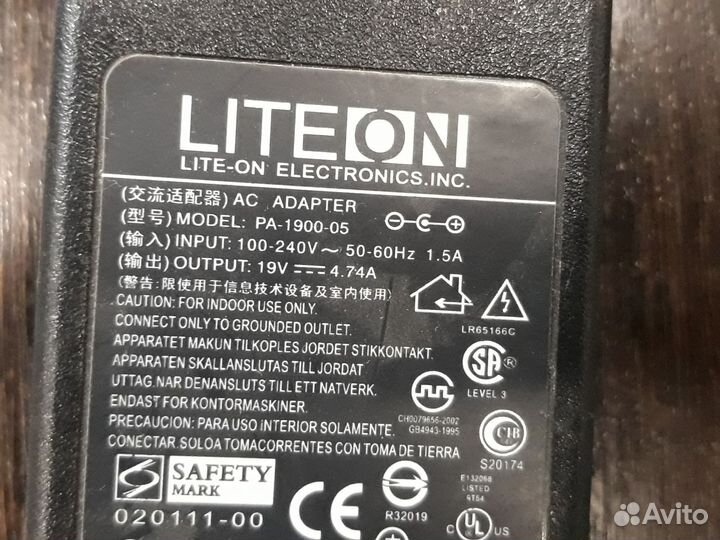 LITEON
LITE-ON ELECTRONICS.INC.
(交流适配器) AC ADAPTER
(型号) MODEL: PA-1900-05
(输入) INPUT: 100-240V~ 50-60Hz 1.5A
(输出) OUTPUT: 19V 4.74A
(警告:限使用于信息技术设备及室内使用)
CAUTION: FOR INDOOR USE ONLY.
CONNECT ONLY TO GROUNDED OUTLET.
APPARATET MAKUN TILKOPLES JORDET STIKKONTAKT.
APPARATEN SKALLANSLUTAS TILL JORDAT
UTTAG.NAR DENANSLUTS TILL ETT NATVERK.
ENDAST FOR KONTORMASKINER.
PRECAUCION: PARA USO INTERIOR SOLAMENTE.
CONECTAR.SOLOA TOMACORRENTES CON TOMA DE TIERRA
LR65166C
SA ®
LEVEL 3
CH0079656-2002
GB4943-1995
CIB
S20174
SAFETY
MARK
020111-00
CE
R32019
E132068
LISTED
9T54
c UL US
Avito